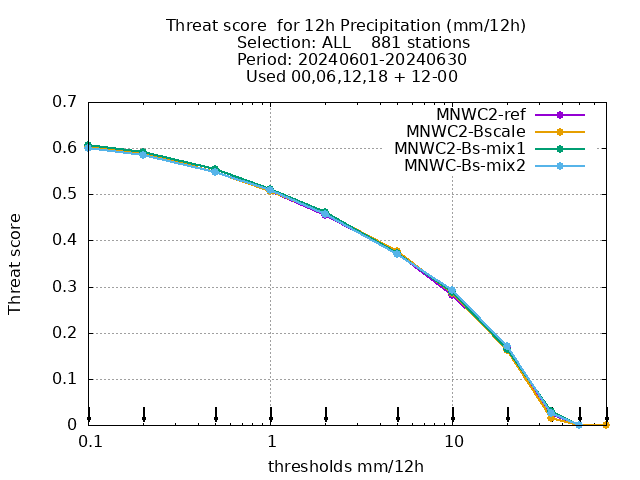 Threat score  for 12h Precipitation (mm/12h)
Selection: ALL    881 stations
Period: 20240601-20240630
Used 00,06,12,18 + 12-00
MNWC2-ref
MNWC2-Bscale
MNWC2-Bs-mix1
MNWC-Bs-mix2
Threat score
0.7
0.6
0.5
0.4
0.3
0.2
0.1
0
0.1 1 10
thresholds mm/12h